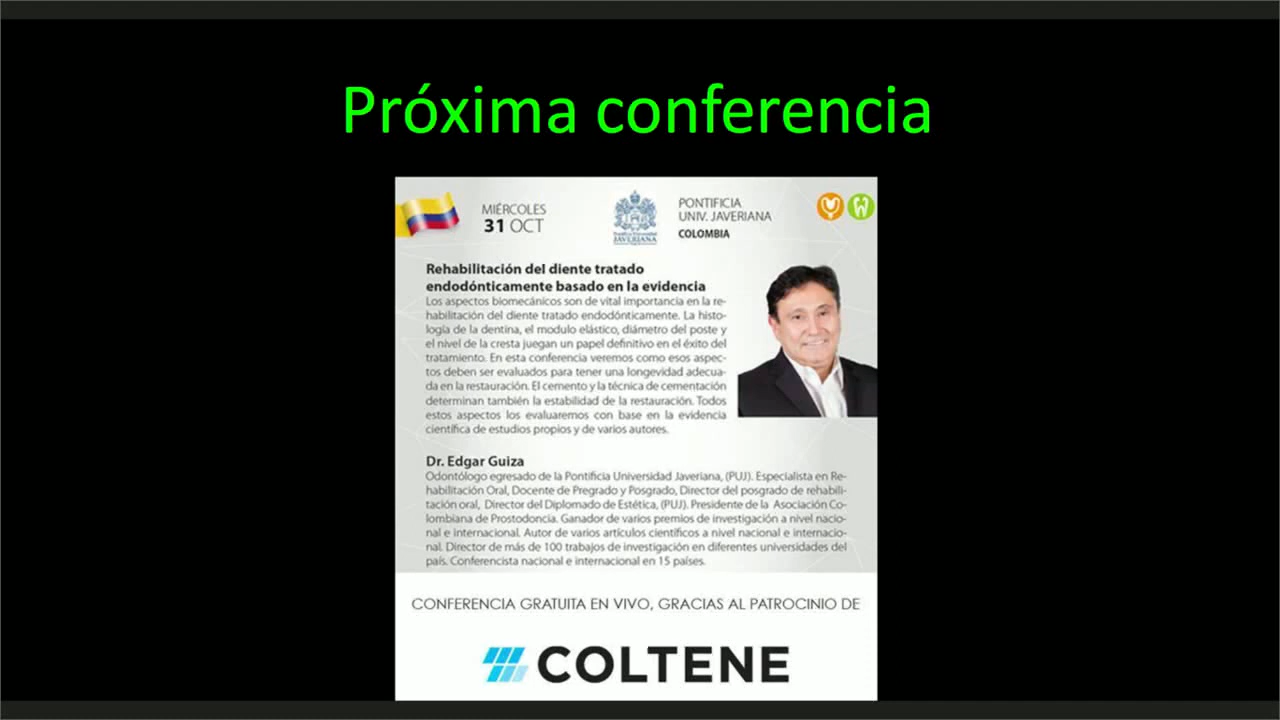 Próxima conferencia
MIÉRCOLES
31 OCT
Pontificia Universidad
JAVERIANA
PONTIFICIA
UNIV. JAVERIANA
COLOMBIA
Rehabilitación del diente tratado
endodónticamente basado en la evidencia
Los aspectos biomecánicos son de vital importancia en la re-
habilitación del diente tratado endodónticamente. La histo-
logía de la dentina, el modulo elástico, diámetro del poste y
el nivel de la cresta juegan un papel definitivo en el éxito del
tratamiento. En esta conferencia veremos como esos aspec-
tos deben ser evaluados para tener una longevidad adecua-
da en la restauración. El cemento y la técnica de cementación
determinan también la estabilidad de la restauración. Todos
estos aspectos los evaluaremos con base en la evidencia
científica de estudios propios y de varios autores.
Dr. Edgar Guiza
Odontólogo egresado de la Pontificia Universidad Javeriana, (PUJ). Especialista en Re-
habilitación Oral, Docente de Pregrado y Posgrado, Director del posgrado de rehabili-
tación oral, Director del Diplomado de Estética, (PUJ). Presidente de la Asociación Co-
lombiana de Prostodoncia. Ganador de varios premios de investigación a nivel nacio-
nal e internacional. Autor de varios artículos científicos a nivel nacional e internacio-
nal. Director de más de 100 trabajos de investigación en diferentes universidades del
país. Conferencista nacional e internacional en 15 países.
CONFERENCIA GRATUITA EN VIVO, GRACIAS AL PATROCINIO DE
COLTENE